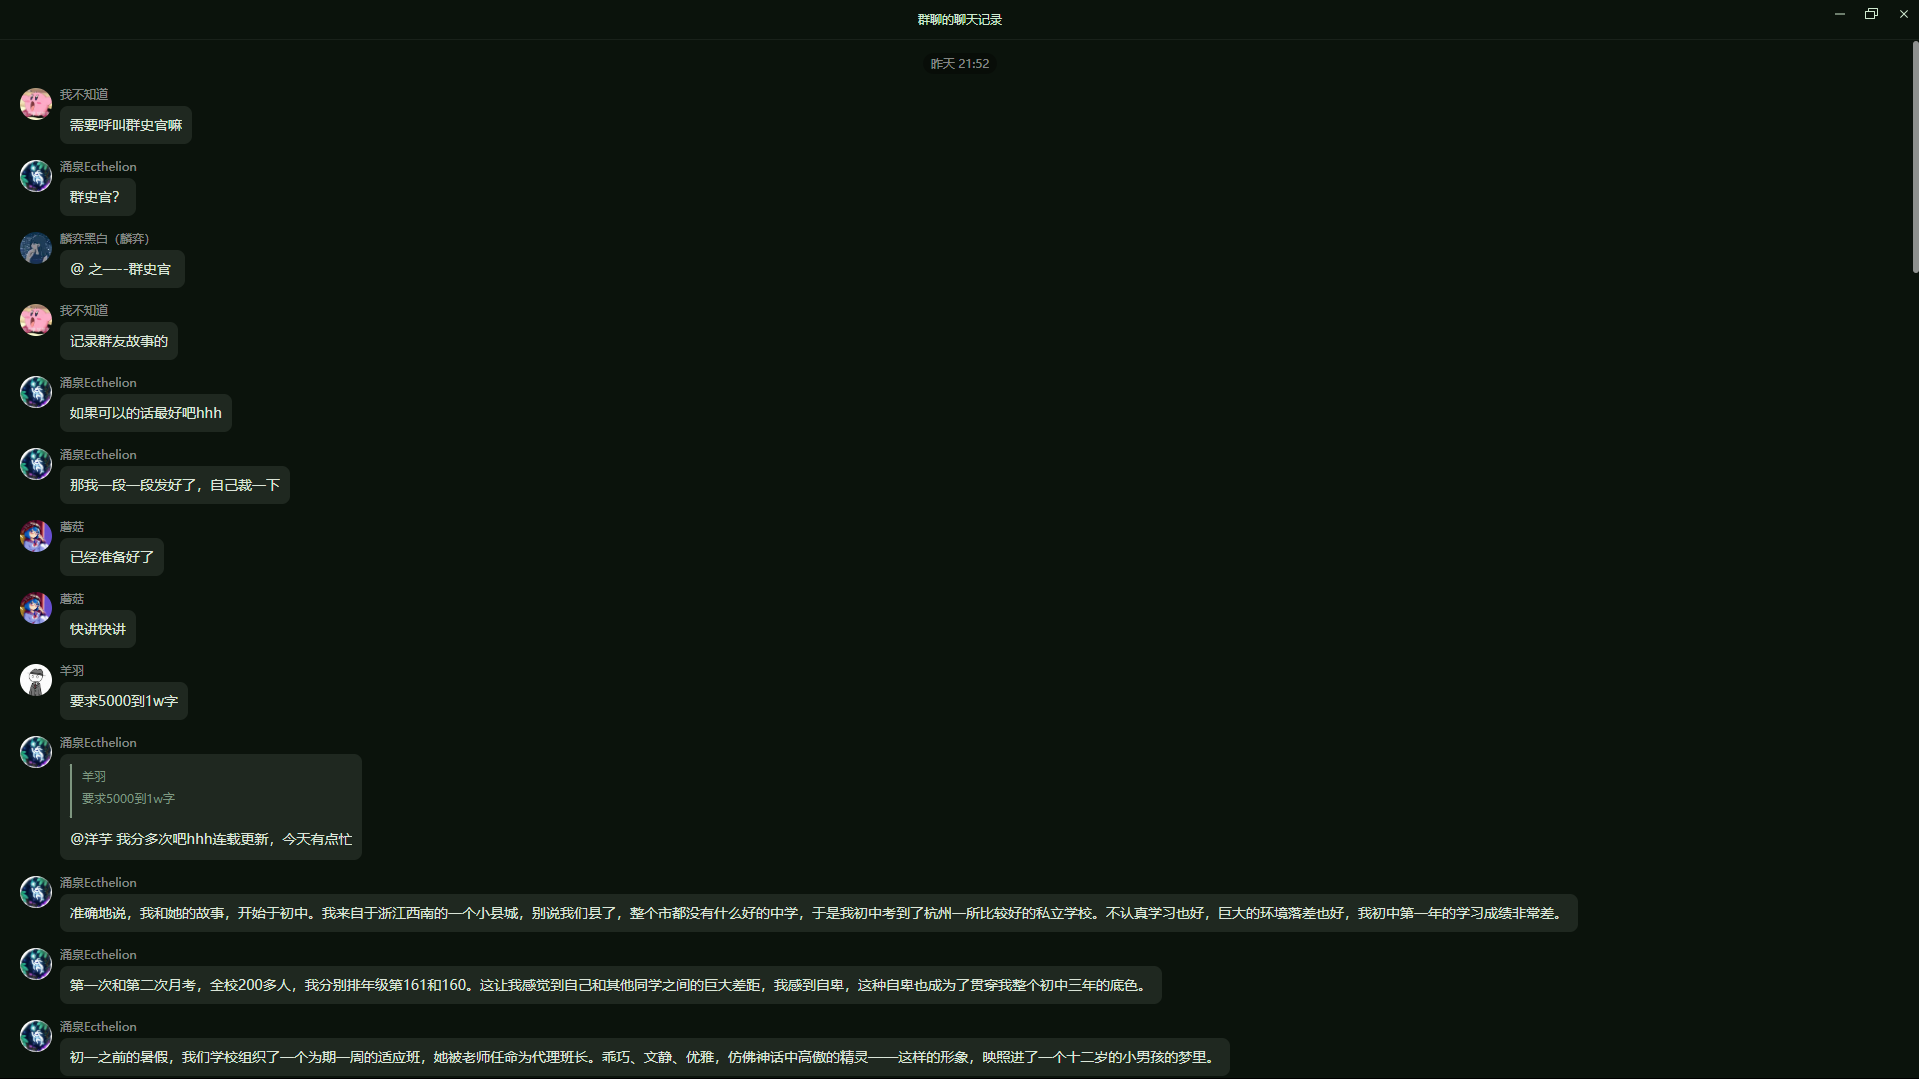 群聊的聊天记录
昨天 21:52
我不知道
需要呼叫群史官嘛
涌泉Ecthelion
群史官？
麟弈黑白（麟弈）
@ 之一--群史官
我不知道
记录群友故事的
涌泉Ecthelion
如果可以的话最好吧hhh
涌泉Ecthelion
那我一段一段发好了，自己裁一下
蘑菇
已经准备好了
蘑菇
快讲快讲
羊羽
要求5000到1w字
涌泉Ecthelion
羊羽
要求5000到1w字
@洋芋 我分多次吧hhh连载更新，今天有点忙
涌泉Ecthelion
准确地说，我和她的故事，开始于初中。我来自于浙江西南的一个小县城，别说我们县了，整个市都没有什么好的中学，于是我初中考到了杭州一所比较好的私立学校。不认真学习也好，巨大的环境落差也好，我初中第一年的学习成绩非常差。
涌泉Ecthelion
第一次和第二次月考，全校200多人，我分别排年级第161和160。这让我感觉到自己和其他同学之间的巨大差距，我感到自卑，这种自卑也成为了贯穿我整个初中三年的底色。
涌泉Ecthelion
初一之前的暑假，我们学校组织了一个为期一周的适应班，她被老师任命为代理班长。乖巧、文静、优雅，仿佛神话中高傲的精灵——这样的形象，映照进了一个十二岁的小男孩的梦里。